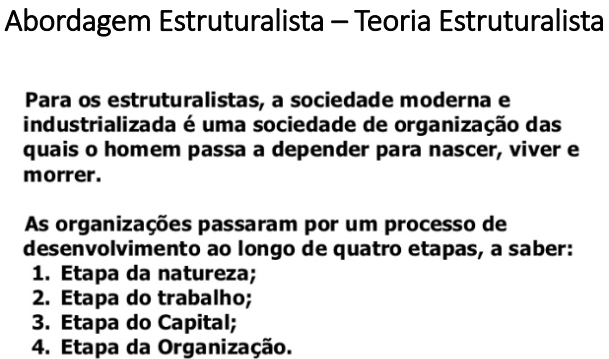 Abordagem Estruturalista – Teoria Estruturalista
Para os estruturalistas, a sociedade moderna e
industrializada é uma sociedade de organização das
quais o homem passa a depender para nascer, viver e
morrer.
As organizações passaram por um processo de
desenvolvimento ao longo de quatro etapas, a saber:
1. Etapa da natureza;
2. Etapa do trabalho;
3. Etapa do Capital;
4. Etapa da Organização.